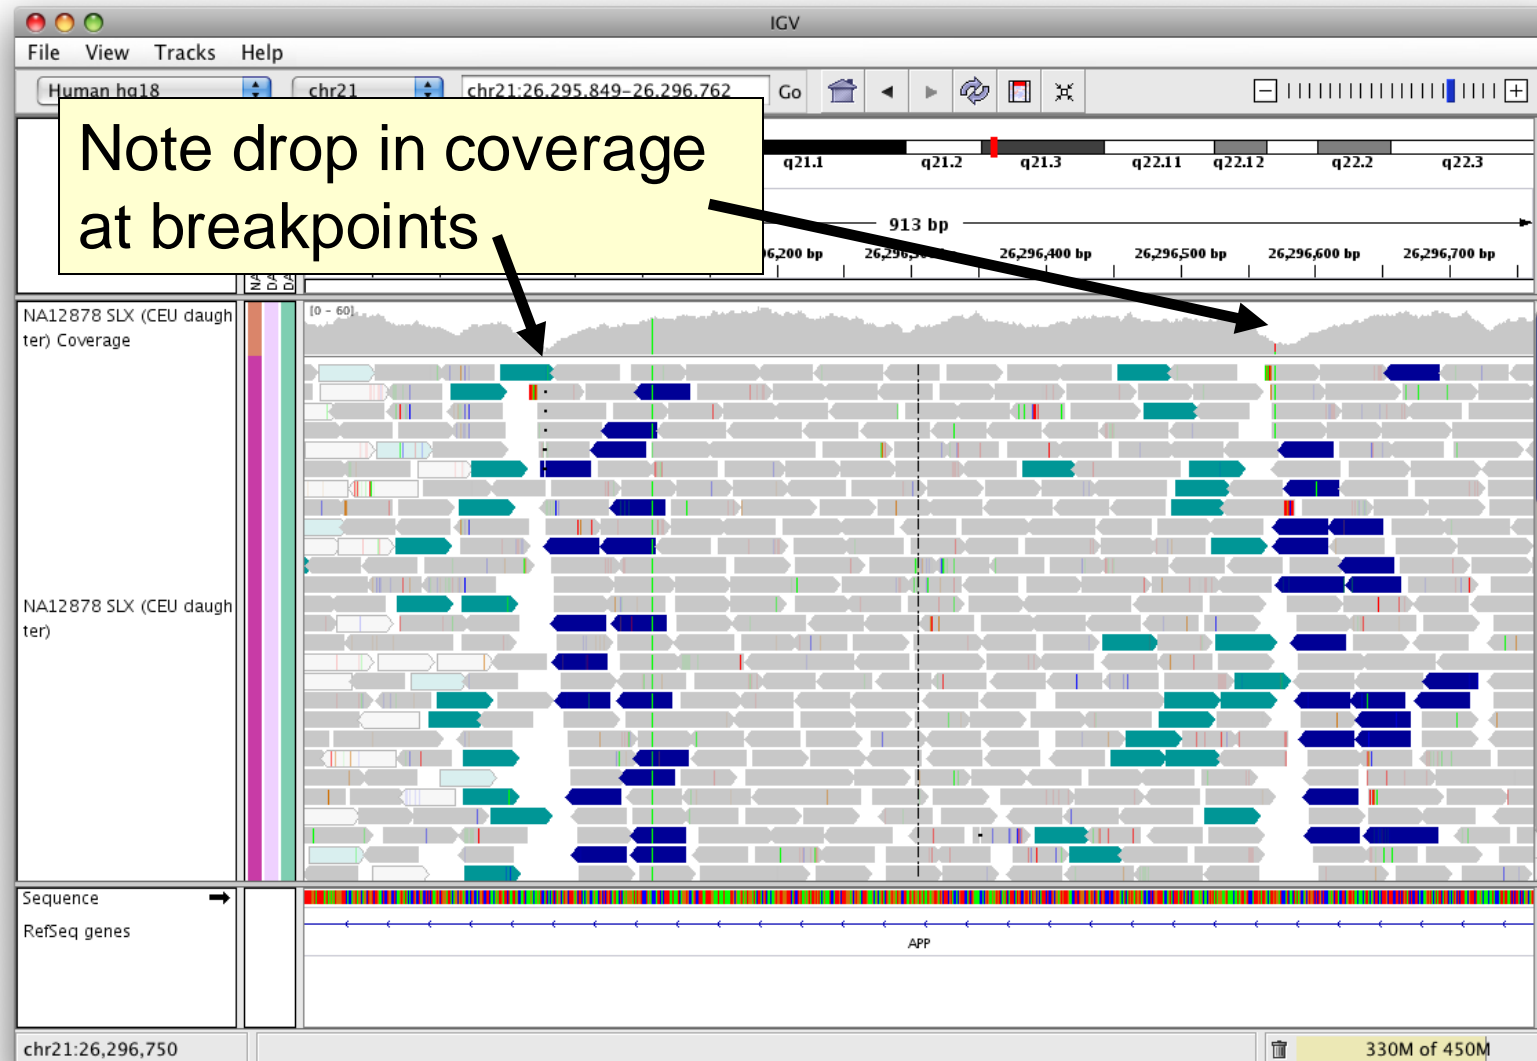 IGV
File View Tracks Help
Human hg18 chr21 chr21:26,295,849-26,296,762 Go
Note drop in coverage
at breakpoints
q21.1 q21.2 q21.3 q22.11 q22.12 q22.2 q22.3
913 bp
26,296,400 bp 26,296,500 bp 26,296,600 bp 26,296,700 bp
NA DA DA
NA12878 SLX (CEU daugh
ter) Coverage
[0 - 60]
NA12878 SLX (CEU daugh
ter)
Sequence
RefSeq genes
APP
chr21:26,296,750
330M of 450M